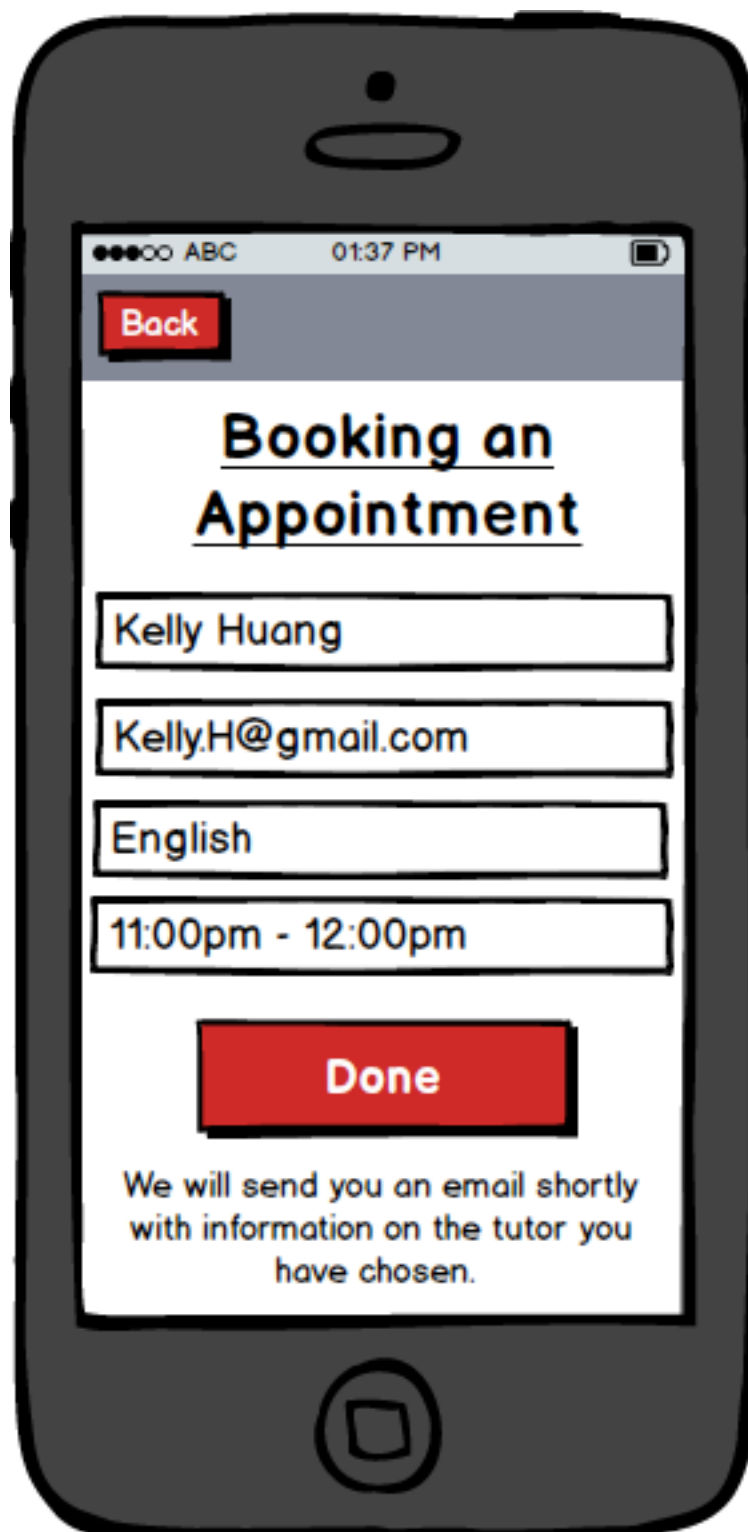 ABC 01:37 PM
Back
Booking an
Appointment
Kelly Huang
Kelly.H@gmail.com
English
11:00pm - 12:00pm
Done
We will send you an email shortly
with information on the tutor you
have chosen.